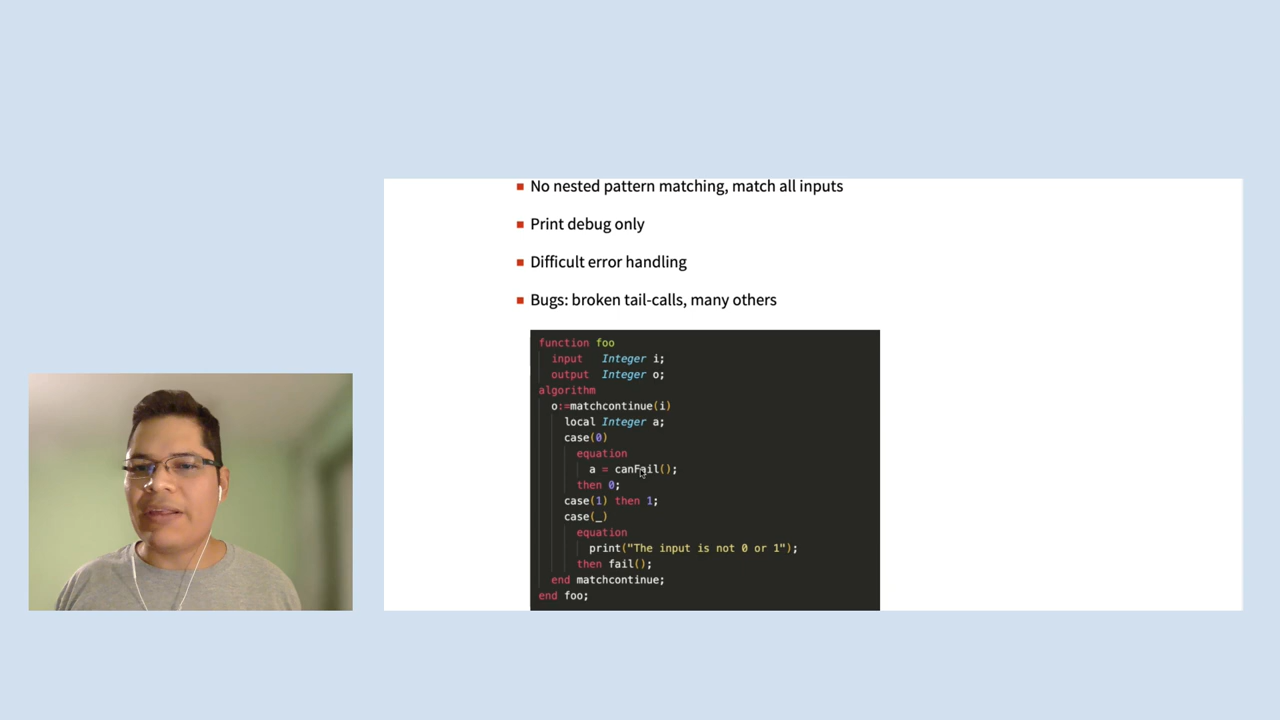 No nested pattern matching, match all inputs
Print debug only
Difficult error handling
Bugs: broken tail-calls, many others
function foo
input Integer i;
output Integer o;
algorithm
o:=matchcontinue(i)
local Integer a;
case(0)
equation
a = canFail();
then 0;
case(1) then 1;
case(_)
equation
print("The input is not 0 or 1");
then fail();
end matchcontinue;
end foo;